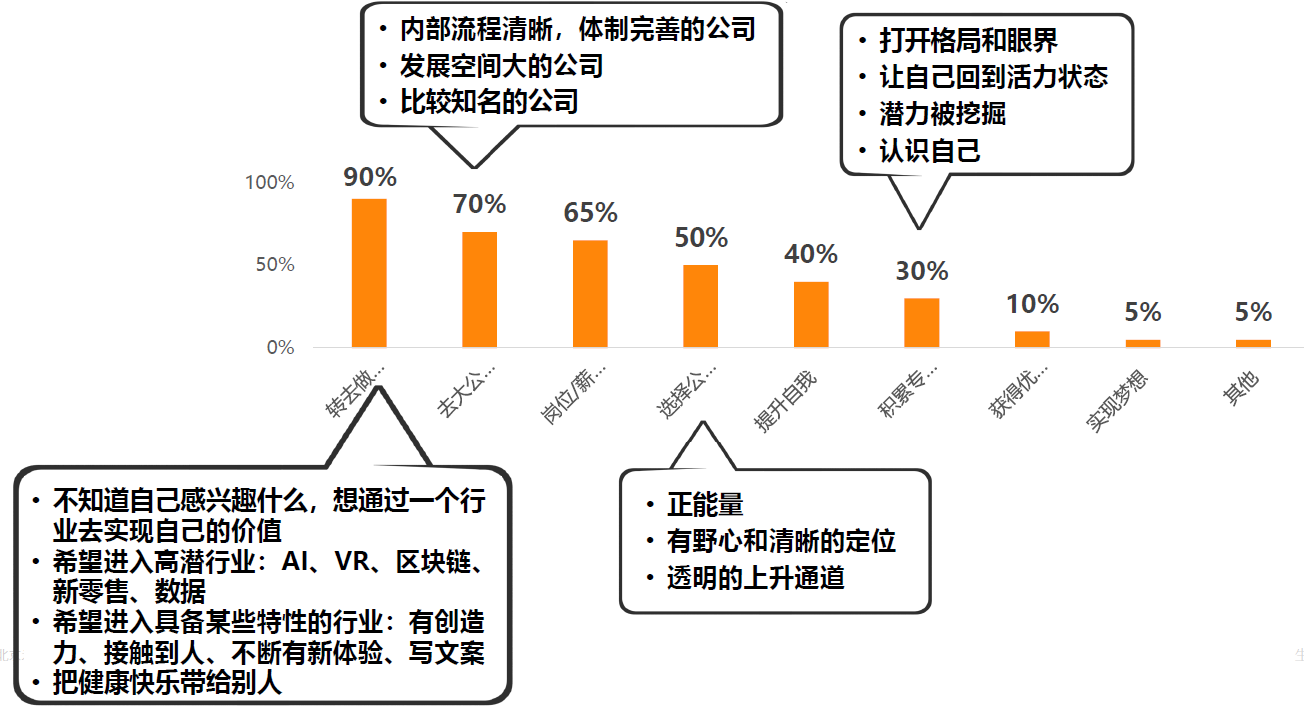 • 内部流程清晰，体制完善的公司
• 发展空间大的公司
• 比较知名的公司
• 打开格局和眼界
• 让自己回到活力状态
• 潜力被挖掘
• 认识自己
100%
50%
0%
90%
70%
65%
50%
40%
30%
10%
5%
5%
转去做…
去大公…
岗位/薪…
选择公…
提升自我
积累专…
获得优…
实现梦想
其他
• 不知道自己感兴趣什么，想通过一个行
业去实现自己的价值
• 希望进入高潜行业：AI、VR、区块链、
新零售、数据
• 希望进入具备某些特性的行业：有创造
力、接触到人、不断有新体验、写文案
• 把健康快乐带给别人
• 正能量
• 有野心和清晰的定位
• 透明的上升通道